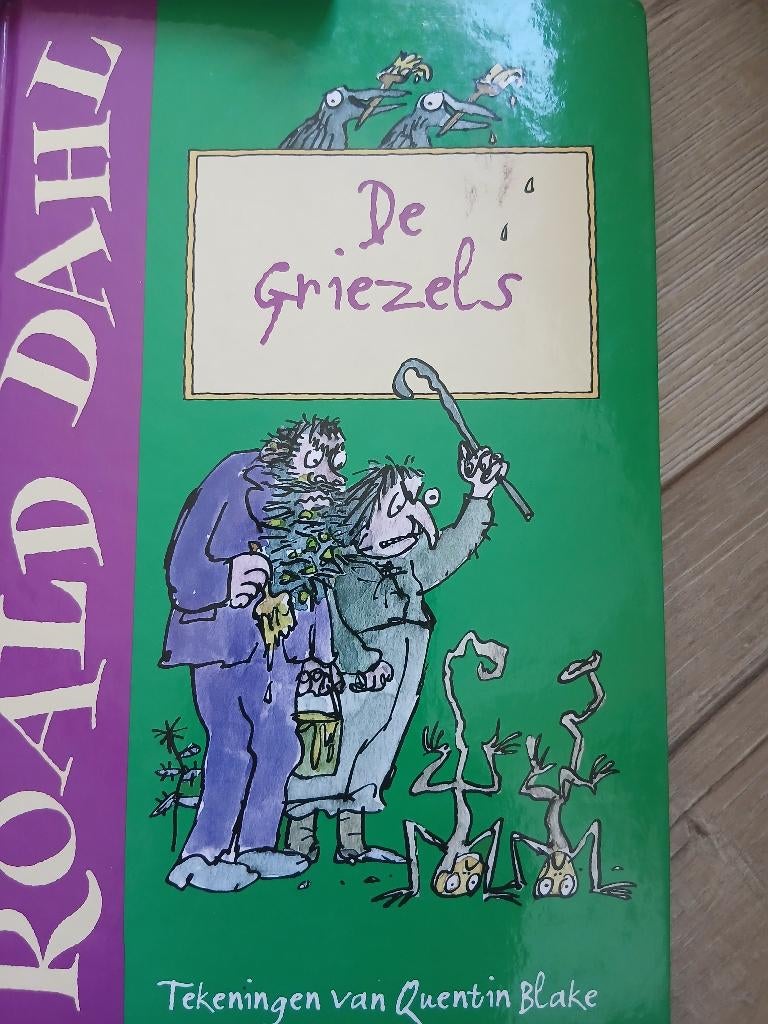 ROALD DAHL
De
Griezels
Tekeningen van Quentin Blake